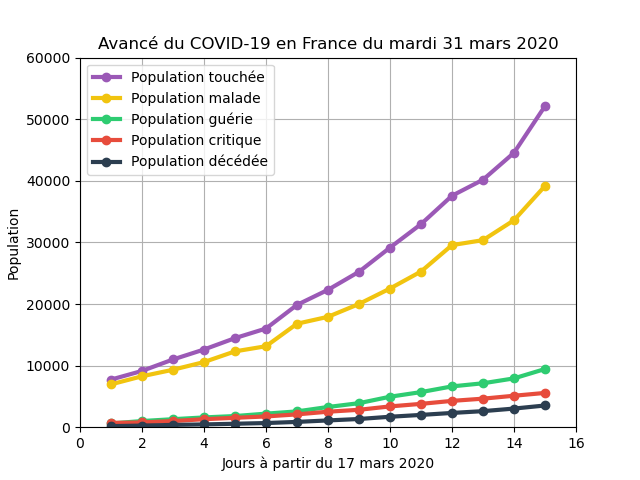 Avancé du COVID-19 en France du mardi 31 mars 2020
60000
50000
40000
30000
20000
10000
0
Population
Population touchée
Population malade
Population guérie
Population critique
Population décédée
0 2 4 6 8 10 12 14 16
Jours à partir du 17 mars 2020